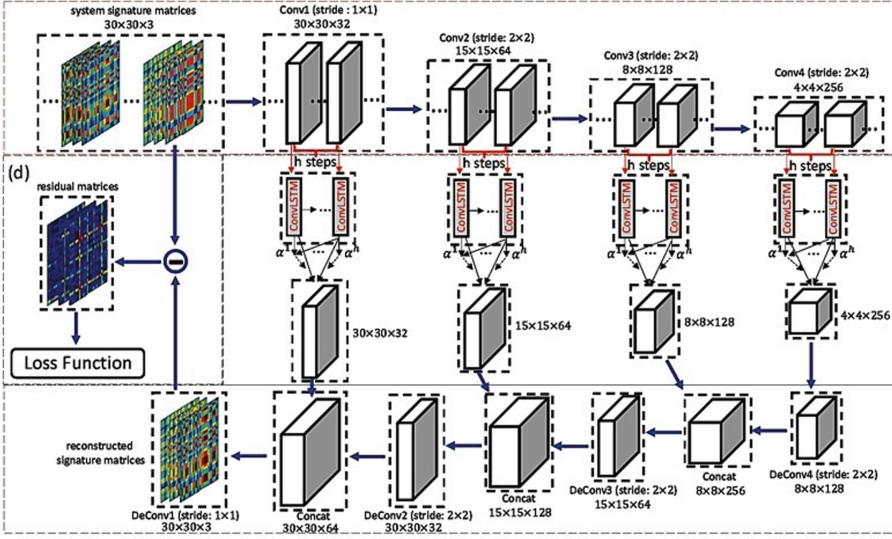 system signature matrices
30×30×3
Conv1 (stride : 1×1)
30×30×32
Conv2 (stride: 2×2)
15×15×64
Conv3 (stride: 2×2)
8×8×128
Conv4 (stride: 2×2)
4×4×256
h steps
h steps
h steps
h steps
(d)
residual matrices
ConvLSTM
...
ConvLSTM
ConvLSTM
...
ConvLSTM
ConvLSTM
...
ConvLSTM
ConvLSTM
...
ConvLSTM
α¹
αʰ
α¹
αʰ
α¹
αʰ
α¹
αʰ
30×30×32
15×15×64
8×8×128
4×4×256
Loss Function
reconstructed
signature matrices
DeConv1 (stride: 1×1)
30×30×3
Concat
30×30×64
DeConv2 (stride: 2×2)
30×30×32
Concat
15×15×128
DeConv3 (stride: 2×2)
15×15×64
Concat
8×8×256
DeConv4 (stride: 2×2)
8×8×128